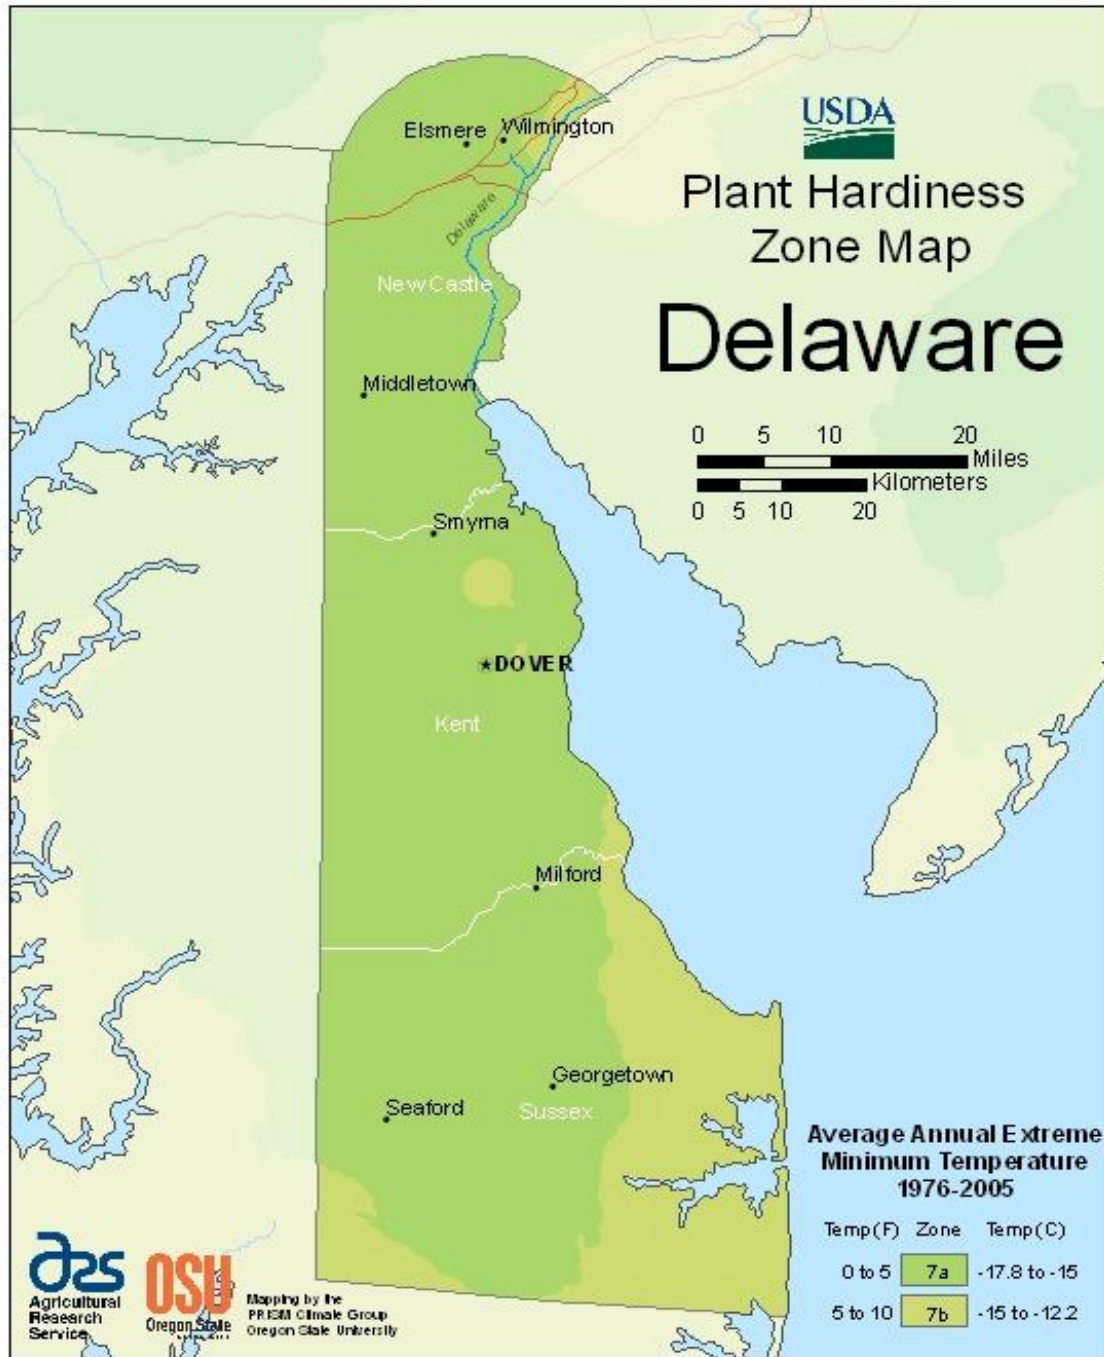 USDA
Plant Hardiness
Zone Map
Delaware
0 5 10 20
Miles
Kilometers
0 5 10 20
Elsmere
Wilmington
Delaware
New Castle
Middletown
Smyrna
DOVER
Kent
Milford
Georgetown
Seaford
Sussex
Average Annual Extreme
Minimum Temperature
1976-2005
Temp(F) Zone Temp(C)
0 to 5 7a -17.8 to -15
5 to 10 7b -15 to -12.2
ars
Agricultural
Research
Service
OSU
Oregon State
Mapping by the
PRISM Climate Group
Oregon State University